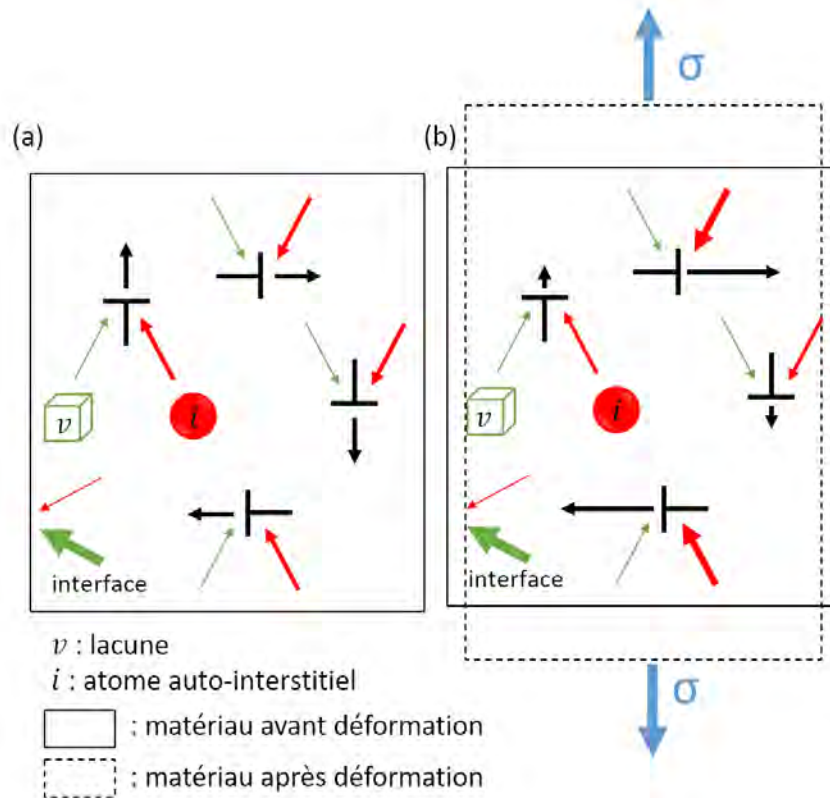 σ
(a)
(b)
v
i
v
i
interface
interface
v : lacune
i : atome auto-interstitiel
σ
: matériau avant déformation
: matériau après déformation